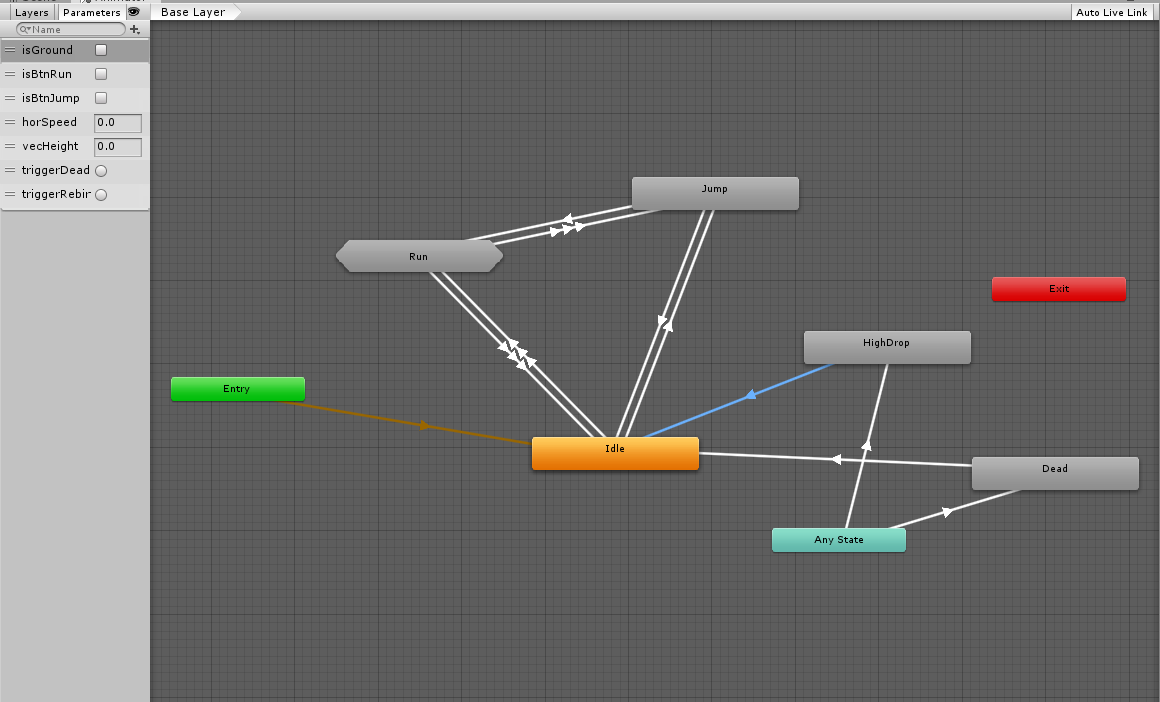 Layers
Parameters
Base Layer
Auto Live Link
Name
isGround
isBtnRun
isBtnJump
horSpeed 0.0
vecHeight 0.0
triggerDead
triggerRebir
Jump
Run
Exit
HighDrop
Entry
Idle
Dead
Any State